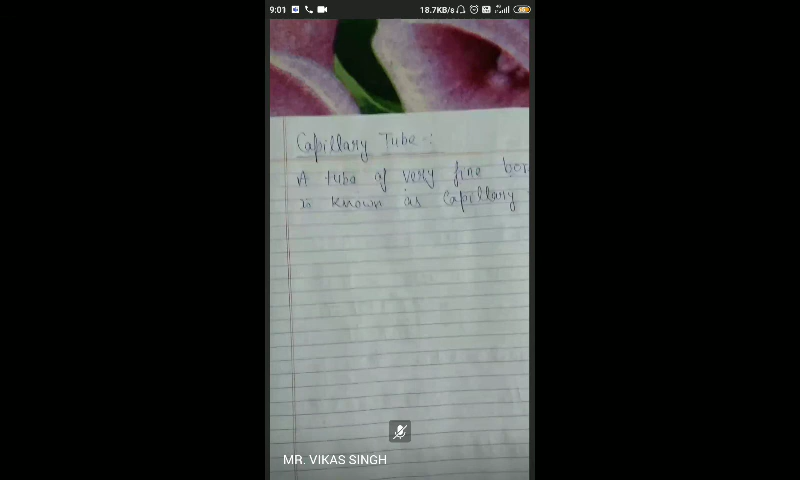 9:01
18.7KB/s
Capillary Tube :
A tube of very fine bor
is known as Capillary
MR. VIKAS SINGH